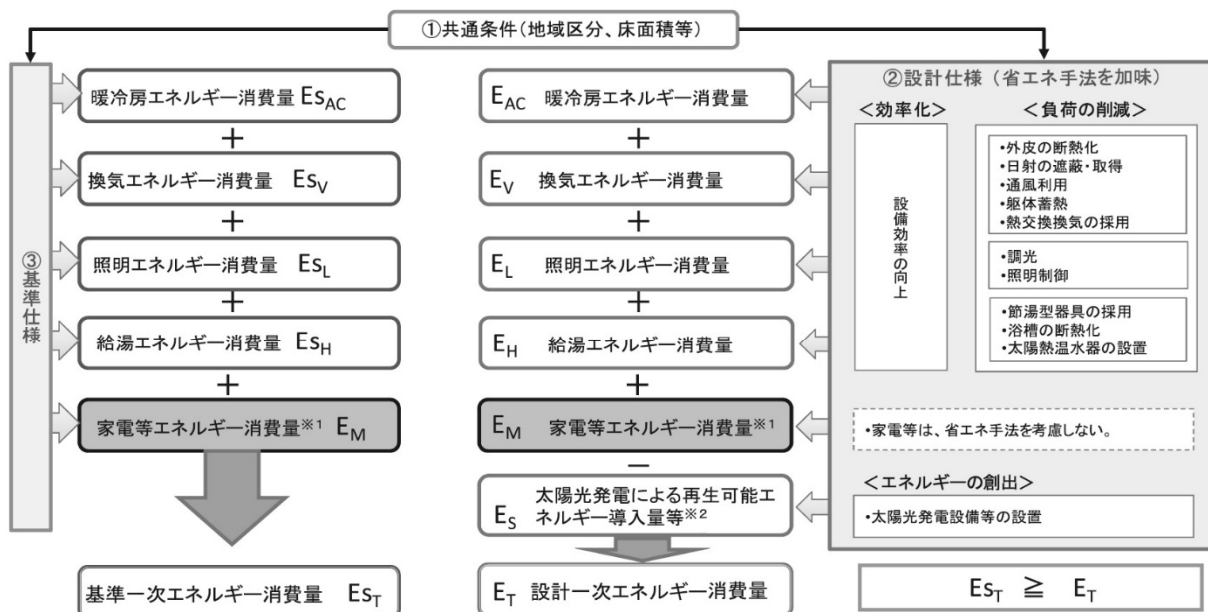 ①共通条件（地域区分、床面積等）
③基準仕様
暖冷房エネルギー消費量 EsAC
＋
換気エネルギー消費量 EsV
＋
照明エネルギー消費量 EsL
＋
給湯エネルギー消費量 EsH
＋
家電等エネルギー消費量※1 EM
基準一次エネルギー消費量 EsT
EAC 暖冷房エネルギー消費量
＋
EV 換気エネルギー消費量
＋
EL 照明エネルギー消費量
＋
EH 給湯エネルギー消費量
＋
EM 家電等エネルギー消費量※1
－
太陽光発電による再生可能エ
ES ネルギー導入量等※2
ET 設計一次エネルギー消費量
②設計仕様（省エネ手法を加味）
＜効率化＞
設備効率の向上
＜負荷の削減＞
・外皮の断熱化
・日射の遮蔽・取得
・通風利用
・躯体蓄熱
・熱交換換気の採用
・調光
・照明制御
・節湯型器具の採用
・浴槽の断熱化
・太陽熱温水器の設置
・家電等は、省エネ手法を考慮しない。
＜エネルギーの創出＞
・太陽光発電設備等の設置
EsT ≧ ET